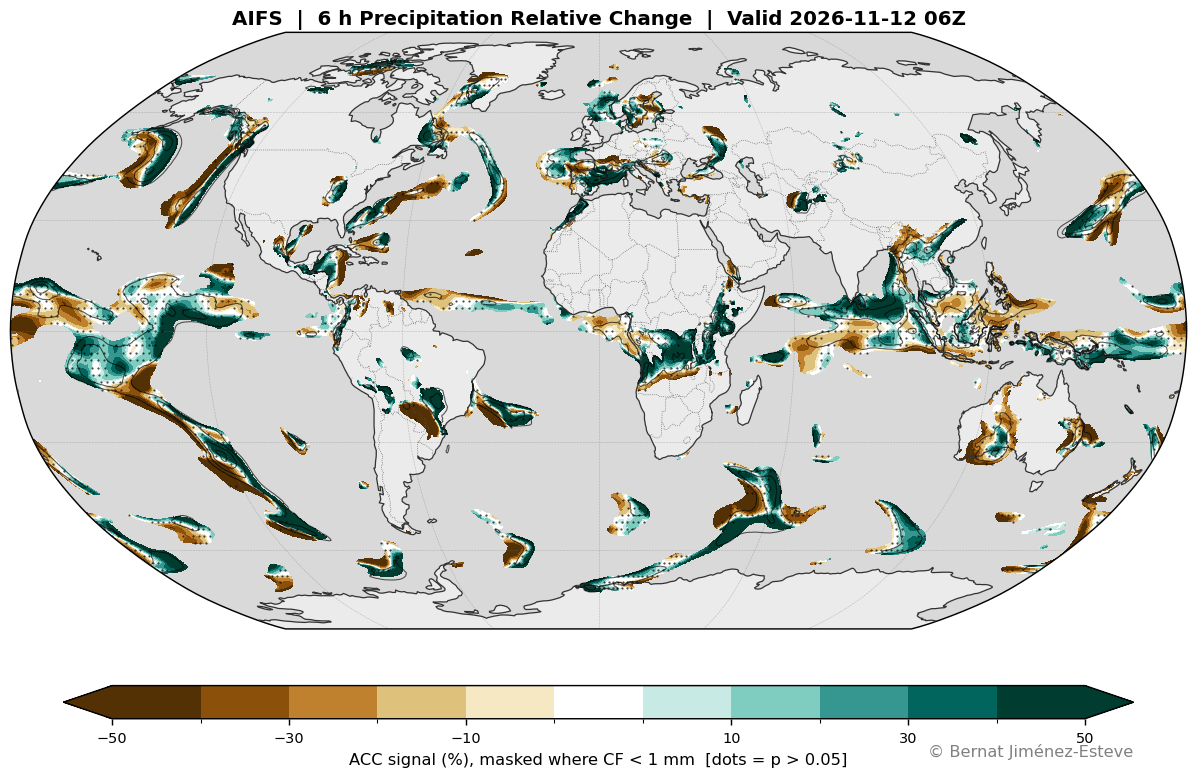 AIFS | 6 h Precipitation Relative Change | Valid 2026-11-12 06Z
−50 −30 −10 10 30 50
© Bernat Jiménez-Esteve
ACC signal (%), masked where CF < 1 mm [dots = p > 0.05]